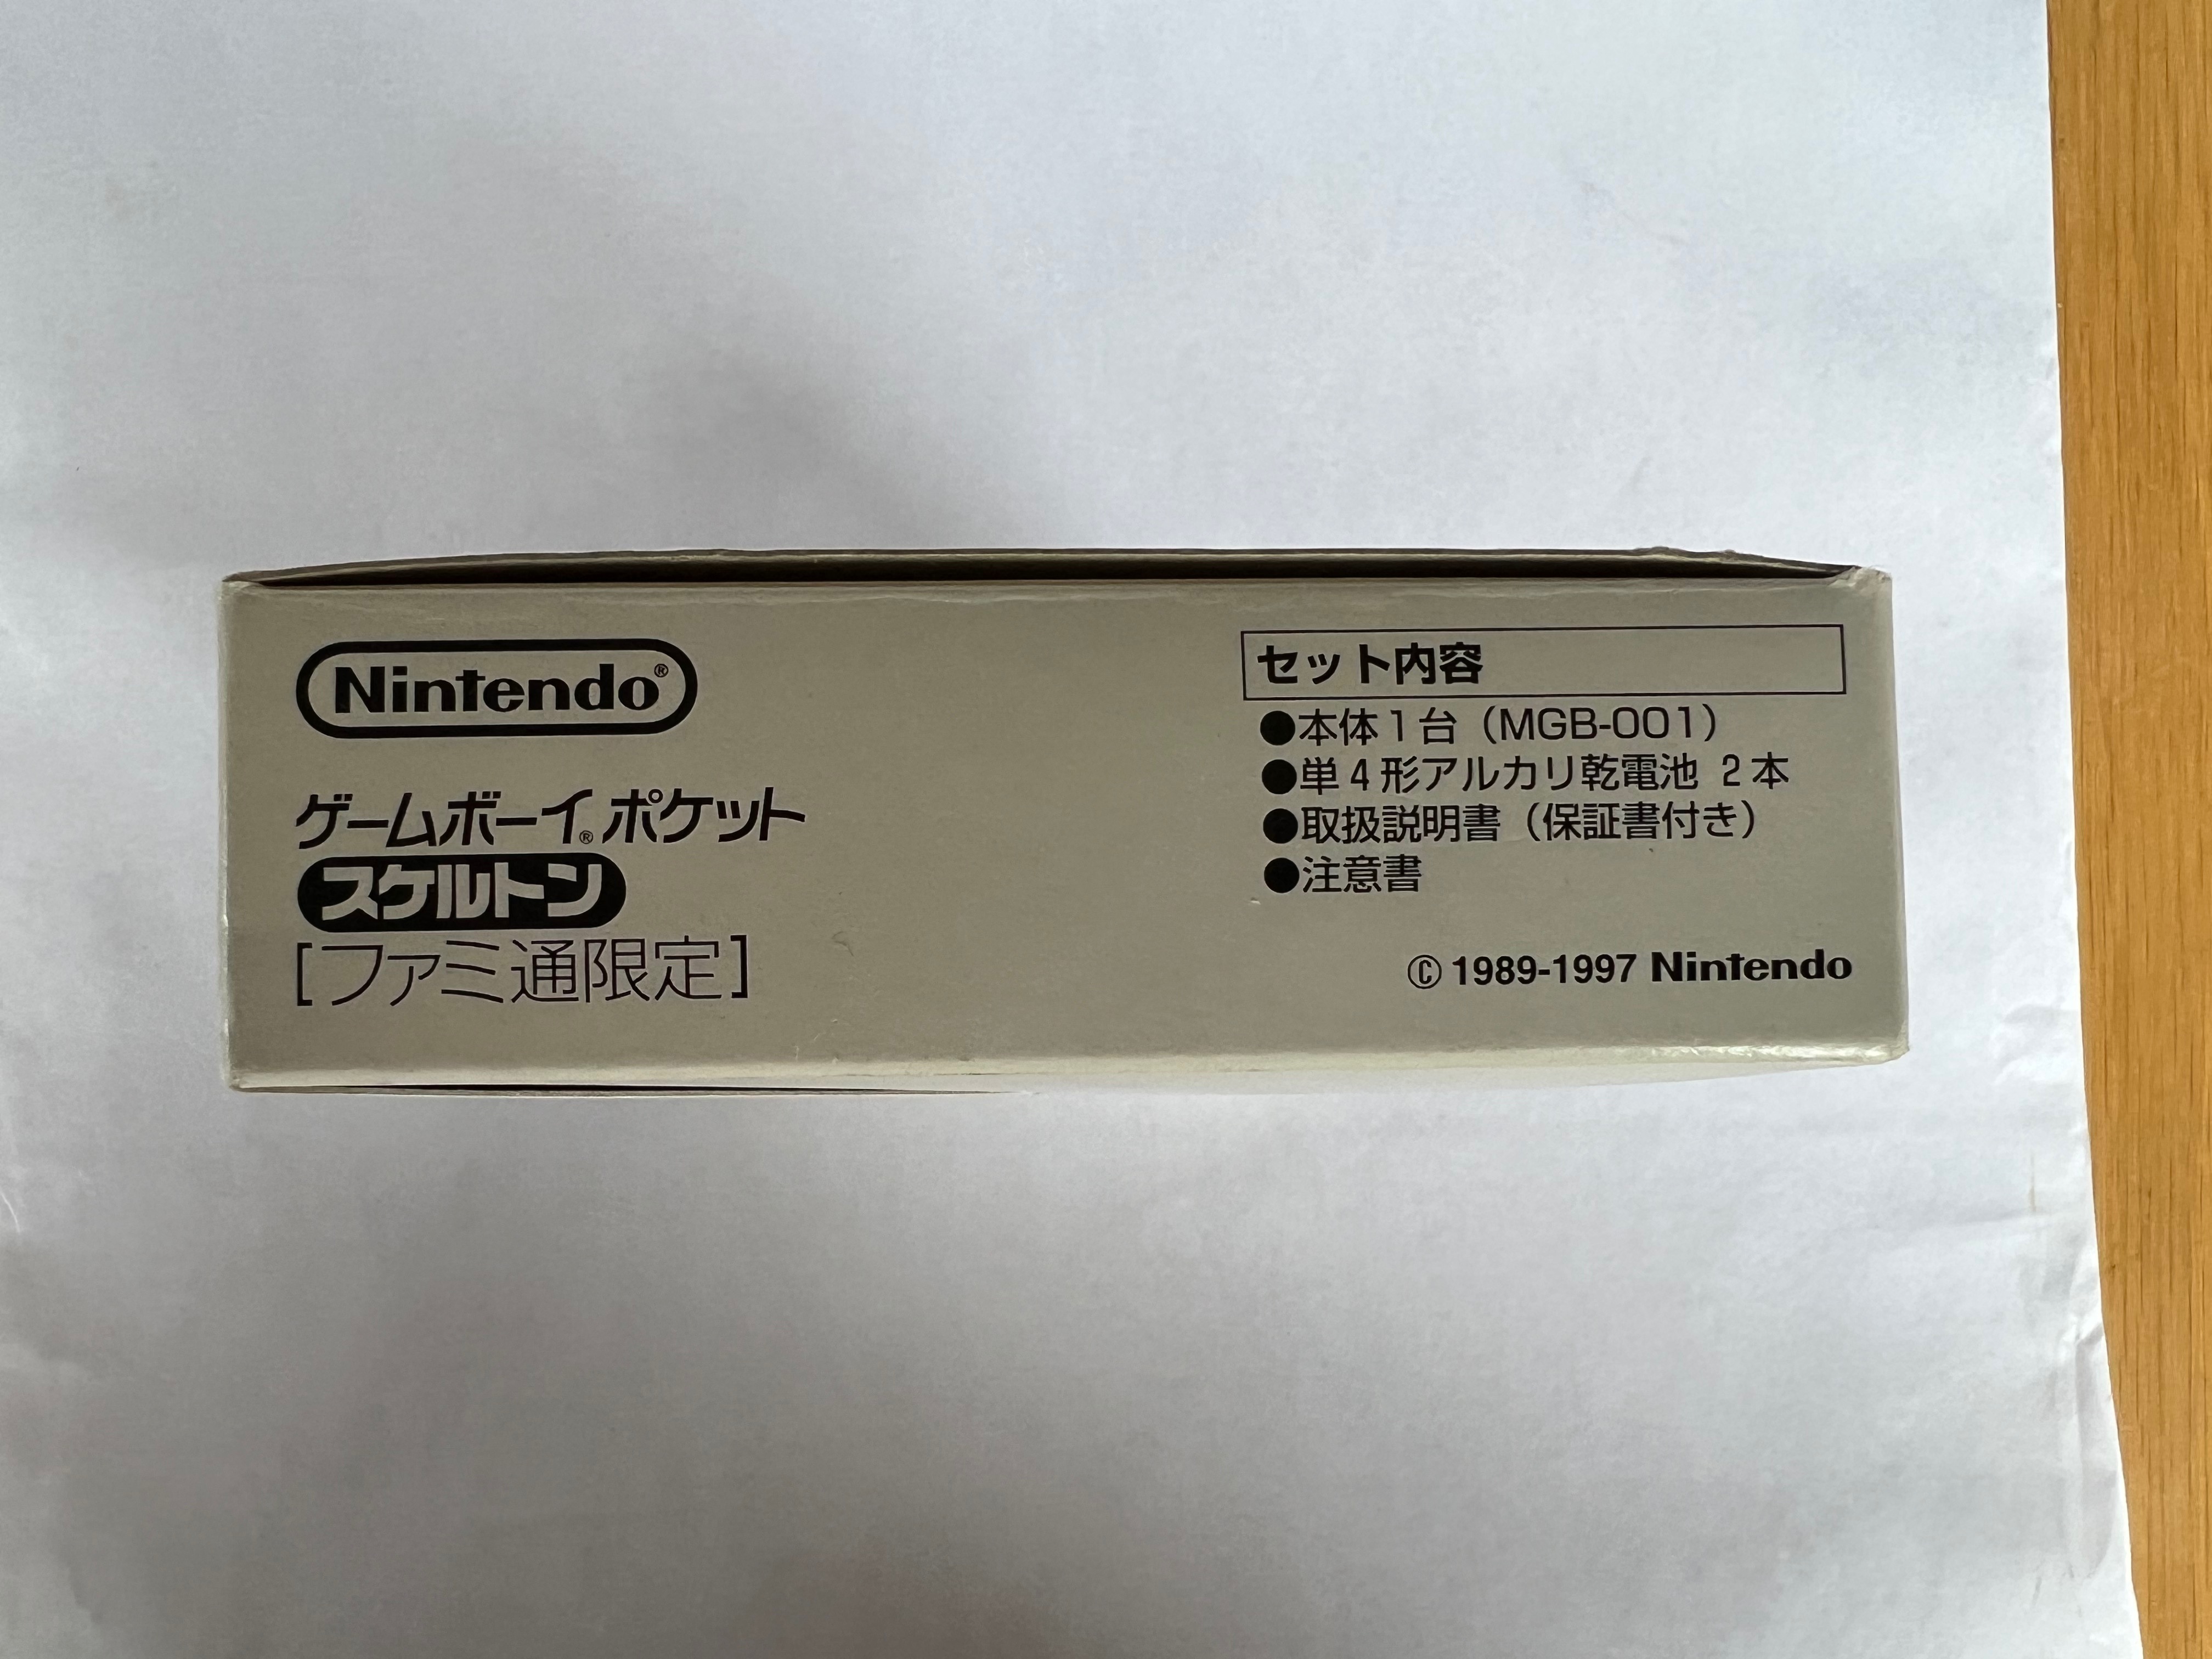 Nintendo®
ゲームボーイ® ポケット
スケルトン
[ファミ通限定]
セット内容
●本体1台（MGB-001）
●単4形アルカリ乾電池 2本
●取扱説明書（保証書付き）
●注意書
© 1989-1997 Nintendo